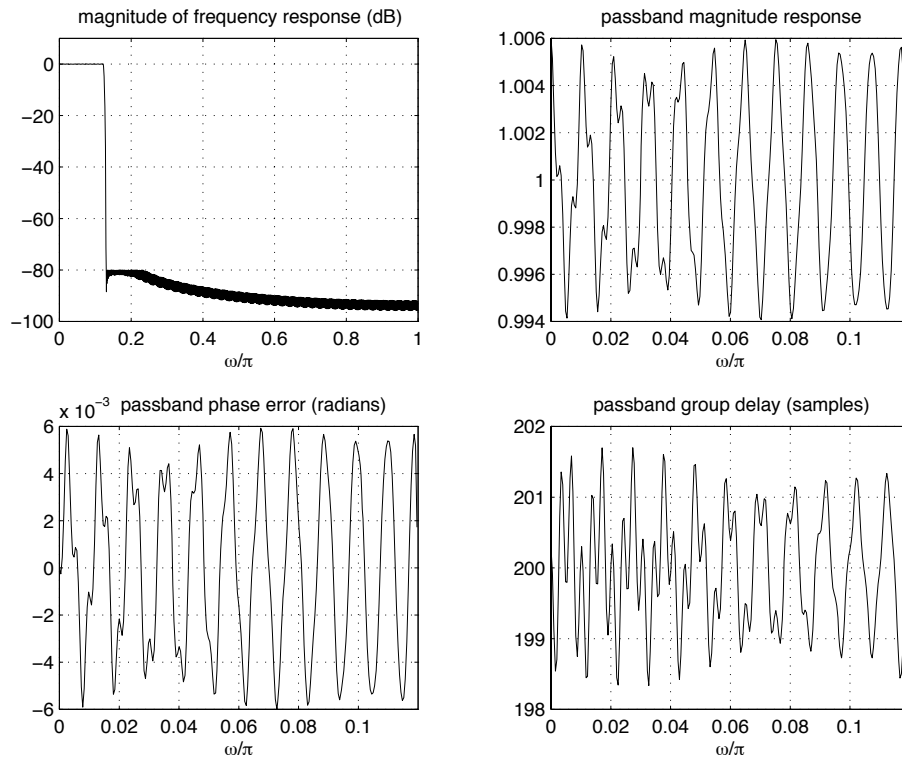 magnitude of frequency response (dB)
0
−20
−40
−60
−80
−100
0 0.2 0.4 0.6 0.8 1
ω/π
passband magnitude response
1.006
1.004
1.002
1
0.998
0.996
0.994
0 0.02 0.04 0.06 0.08 0.1
ω/π
x 10−3 passband phase error (radians)
6
4
2
0
−2
−4
−6
0 0.02 0.04 0.06 0.08 0.1
ω/π
passband group delay (samples)
202
201
200
199
198
0 0.02 0.04 0.06 0.08 0.1
ω/π